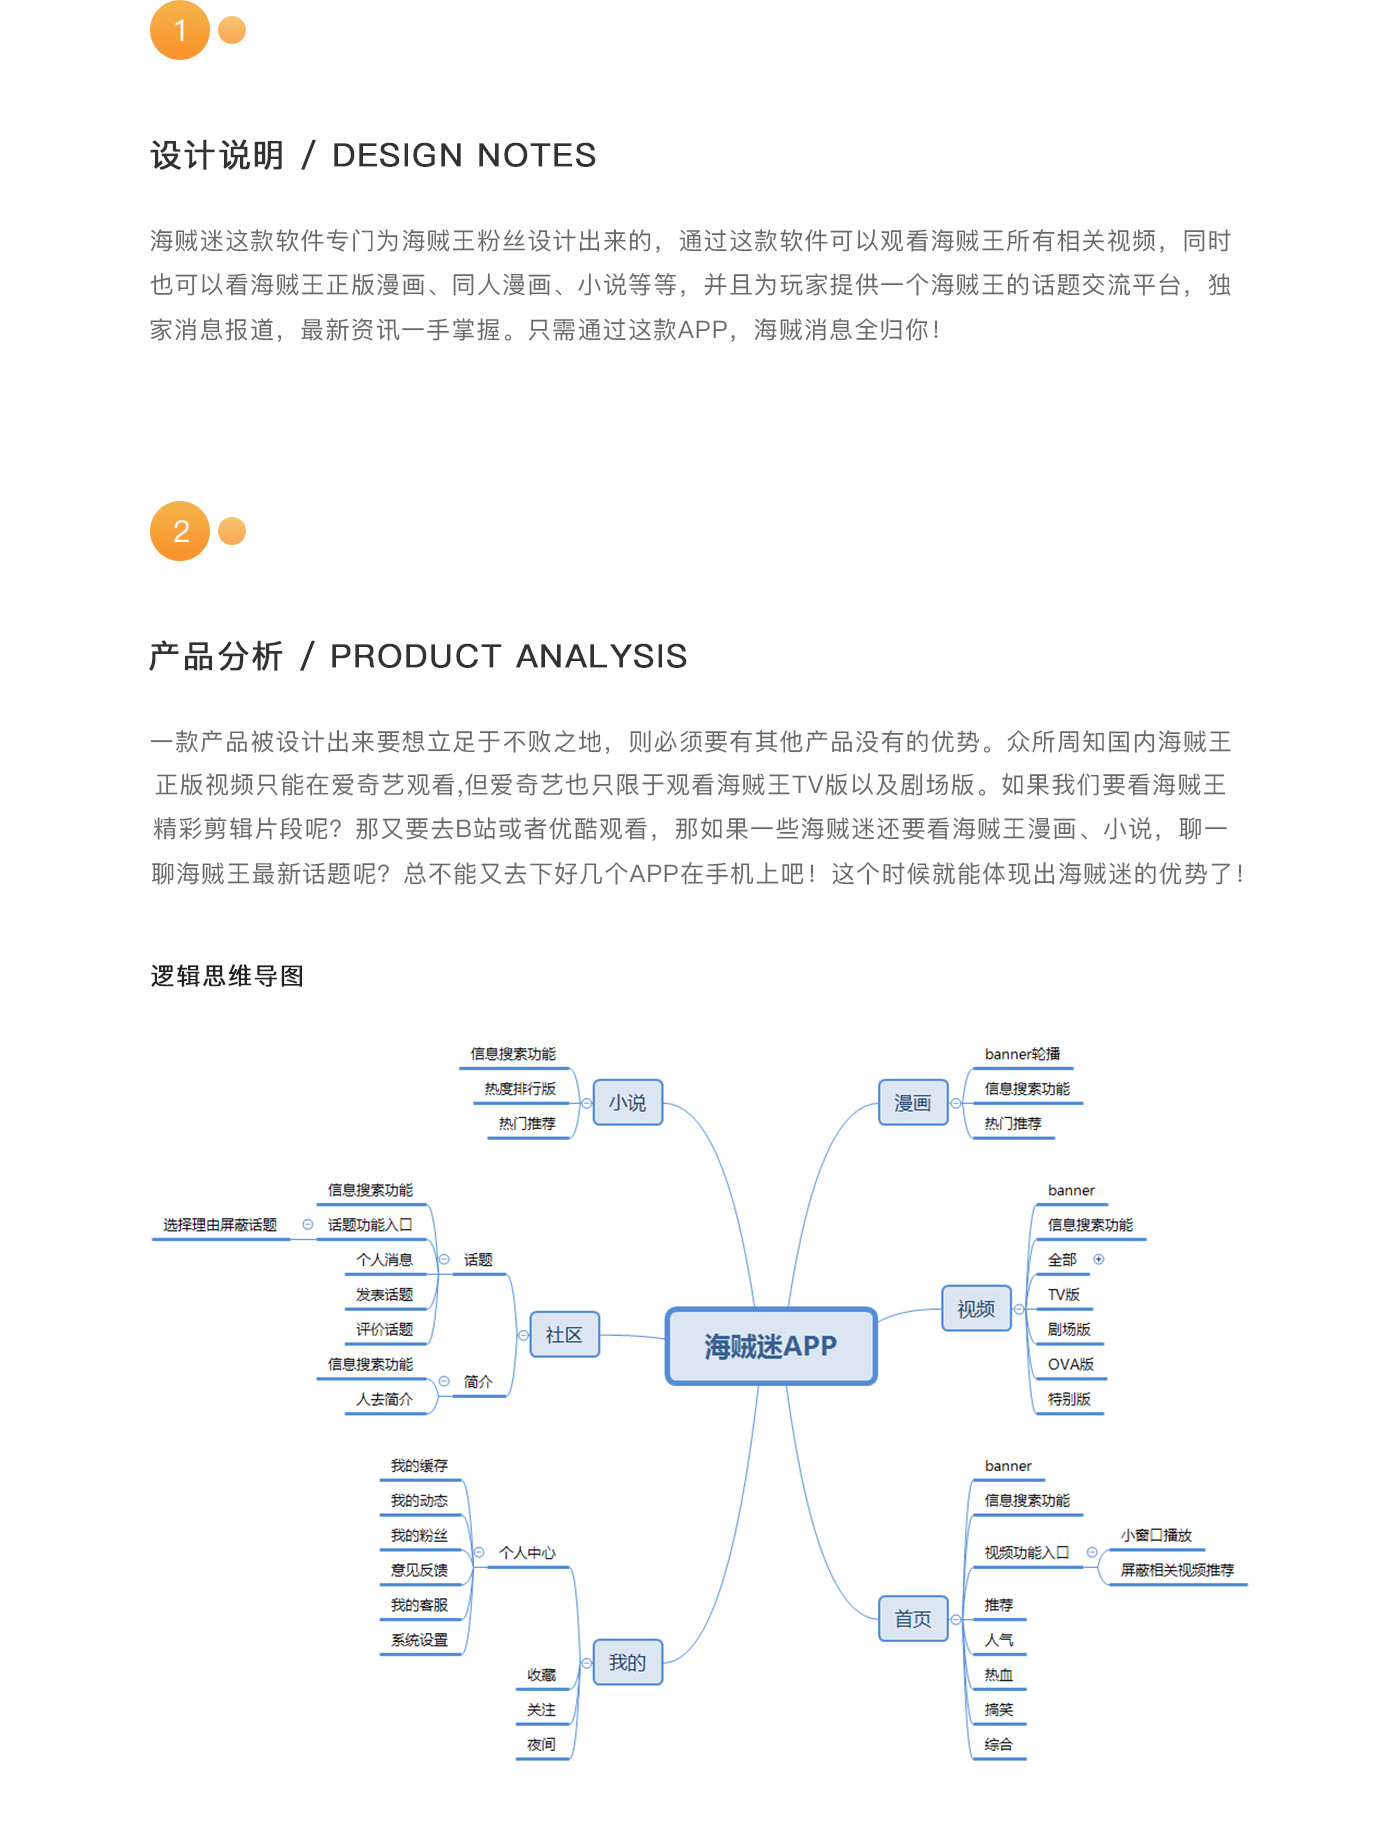 1
设计说明 / DESIGN NOTES
海贼迷这款软件专门为海贼王粉丝设计出来的，通过这款软件可以观看海贼王所有相关视频，同时
也可以看海贼王正版漫画、同人漫画、小说等等，并且为玩家提供一个海贼王的话题交流平台，独
家消息报道，最新资讯一手掌握。只需通过这款APP，海贼消息全归你！
2
产品分析 / PRODUCT ANALYSIS
一款产品被设计出来要想立足于不败之地，则必须要有其他产品没有的优势。众所周知国内海贼王
正版视频只能在爱奇艺观看,但爱奇艺也只限于观看海贼王TV版以及剧场版。如果我们要看海贼王
精彩剪辑片段呢？那又要去B站或者优酷观看，那如果一些海贼迷还要看海贼王漫画、小说，聊一
聊海贼王最新话题呢？总不能又去下好几个APP在手机上吧！这个时候就能体现出海贼迷的优势了！
逻辑思维导图
信息搜索功能
热度排行版
热门推荐
小说
信息搜索功能
选择理由屏蔽话题
话题功能入口
个人消息
发表话题
评价话题
话题
信息搜索功能
人去简介
简介
社区
我的缓存
我的动态
我的粉丝
意见反馈
我的客服
系统设置
个人中心
收藏
关注
夜间
我的
海贼迷APP
漫画
banner轮播
信息搜索功能
热门推荐
视频
banner
信息搜索功能
全部
TV版
剧场版
OVA版
特别版
首页
banner
信息搜索功能
视频功能入口
小窗口播放
屏蔽相关视频推荐
推荐
人气
热血
搞笑
综合